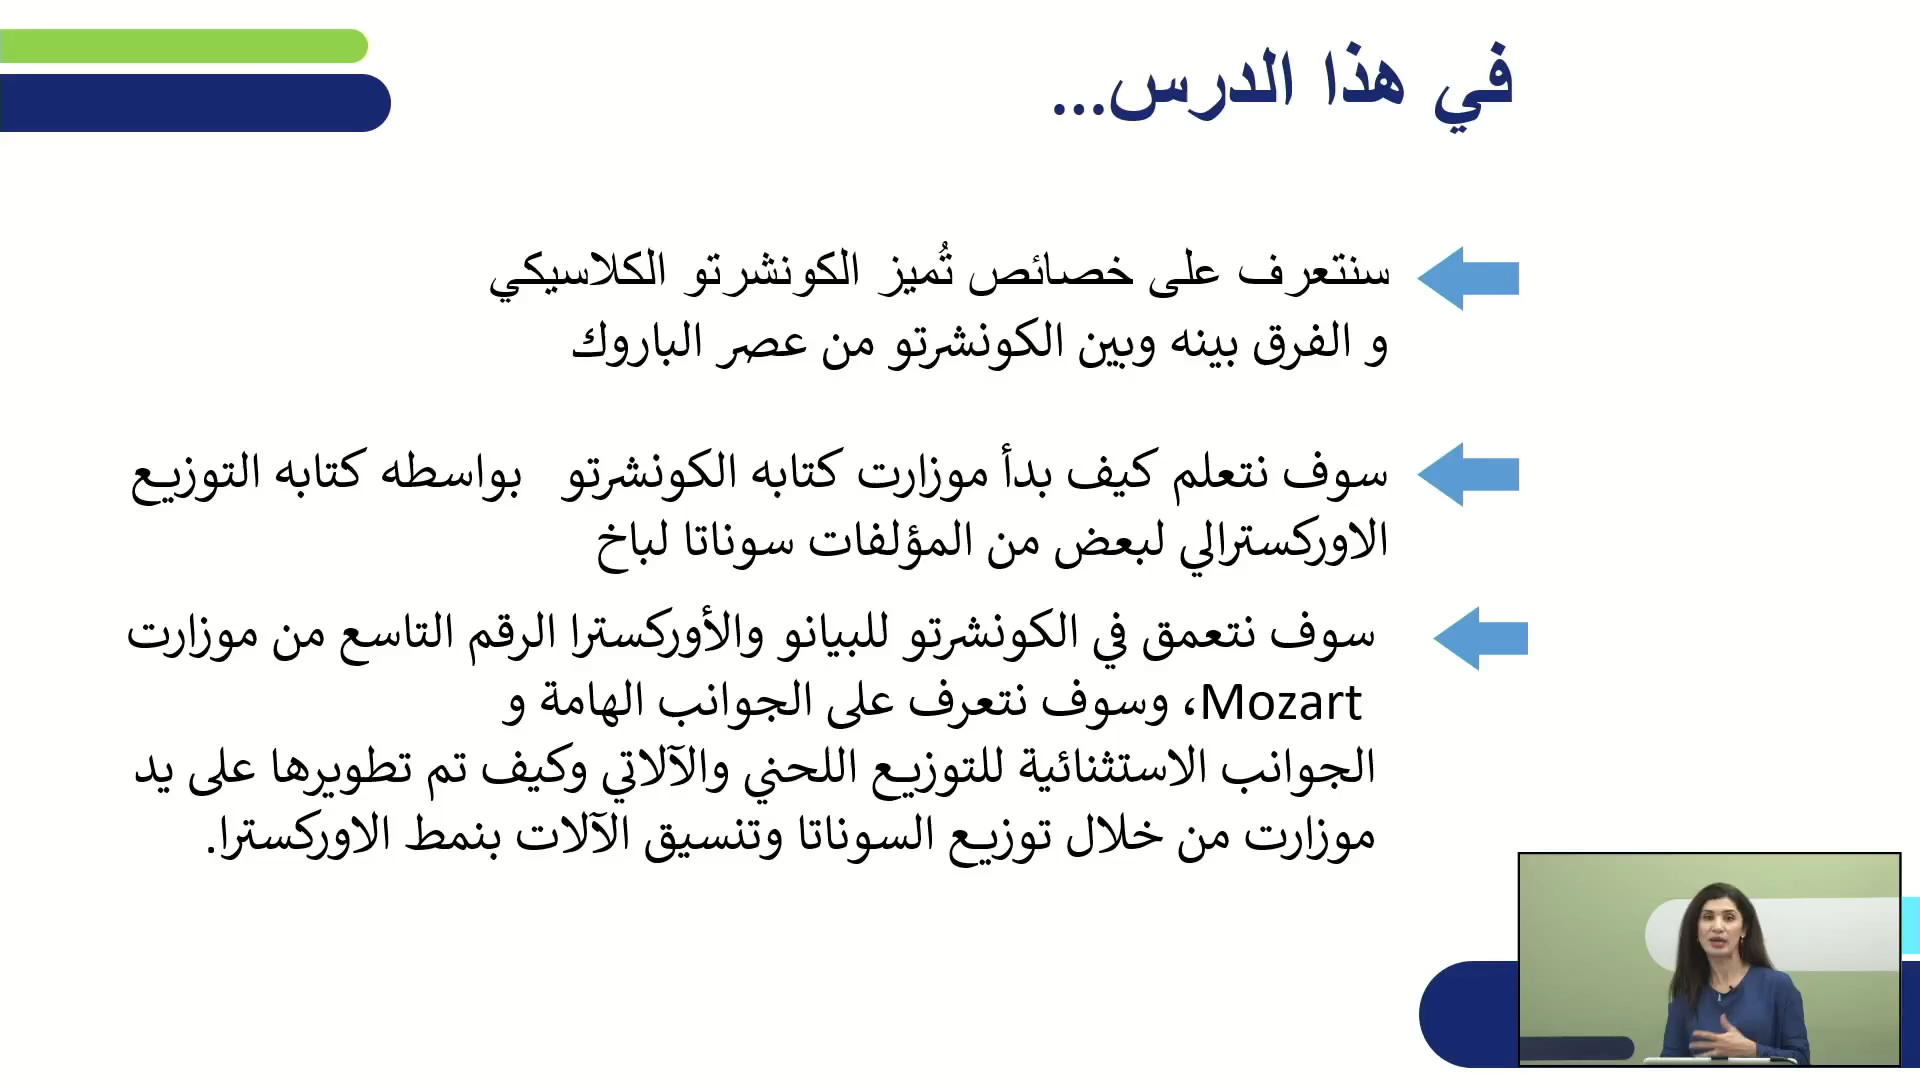 في هذا الدرس...
سنتعرف على خصائص تُميز الكونشرتو الكلاسيكي
و الفرق بينه وبين الكونشرتو من عصر الباروك
سوف نتعلم كيف بدأ موزارت كتابه الكونشرتو بواسطه كتابه التوزيع
الاوركسترالي لبعض من المؤلفات سوناتا لباخ
سوف نتعمق في الكونشرتو للبيانو والأوركسترا الرقم التاسع من موزارت
Mozart، وسوف نتعرف على الجوانب الهامة و
الجوانب الاستثنائية للتوزيع اللحني والآلاتي وكيف تم تطويرها على يد
موزارت من خلال توزيع السوناتا وتنسيق الآلات بنمط الاوركسترا.